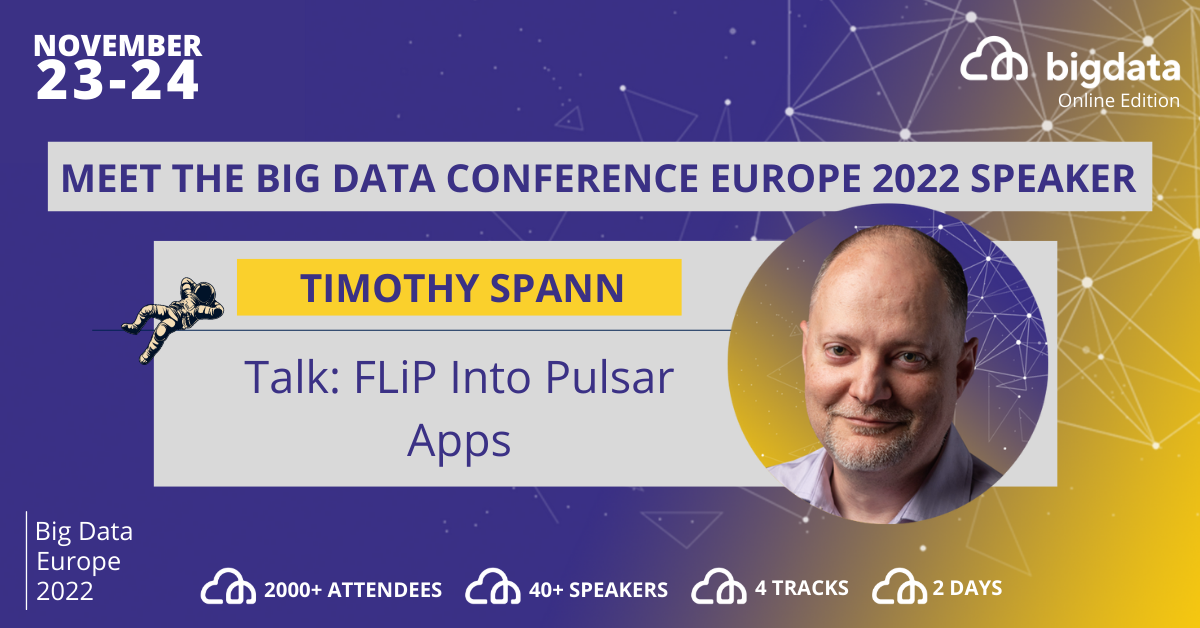 NOVEMBER
23-24
bigdata
Online Edition
MEET THE BIG DATA CONFERENCE EUROPE 2022 SPEAKER
TIMOTHY SPANN
Talk: FLiP Into Pulsar
Apps
Big Data
Europe
2022
2000+ ATTENDEES
40+ SPEAKERS
4 TRACKS
2 DAYS